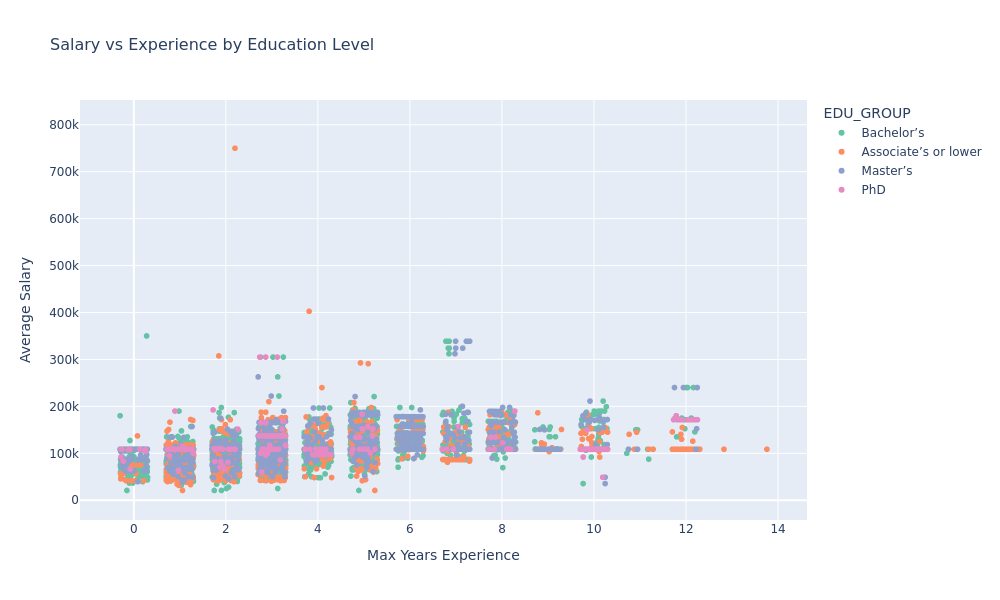 Salary vs Experience by Education Level
800k
700k
600k
500k
400k
300k
200k
100k
0
Average Salary
0 2 4 6 8 10 12 14
Max Years Experience
EDU_GROUP
Bachelor’s
Associate’s or lower
Master’s
PhD